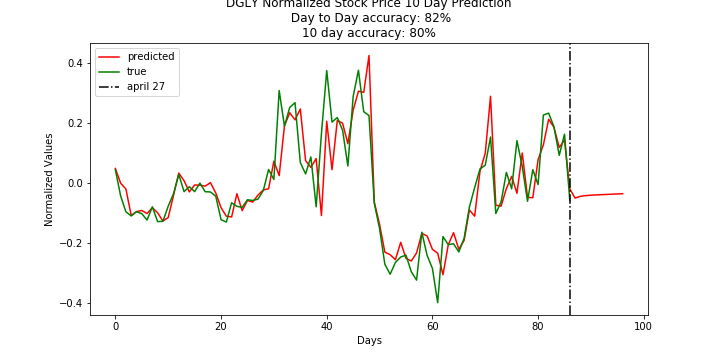 DGLY Normalized Stock Price 10 Day Prediction
Day to Day accuracy: 82%
10 day accuracy: 80%
predicted
true
april 27
Normalized Values
0.4
0.2
0.0
−0.2
−0.4
0
20
40
60
80
100
Days